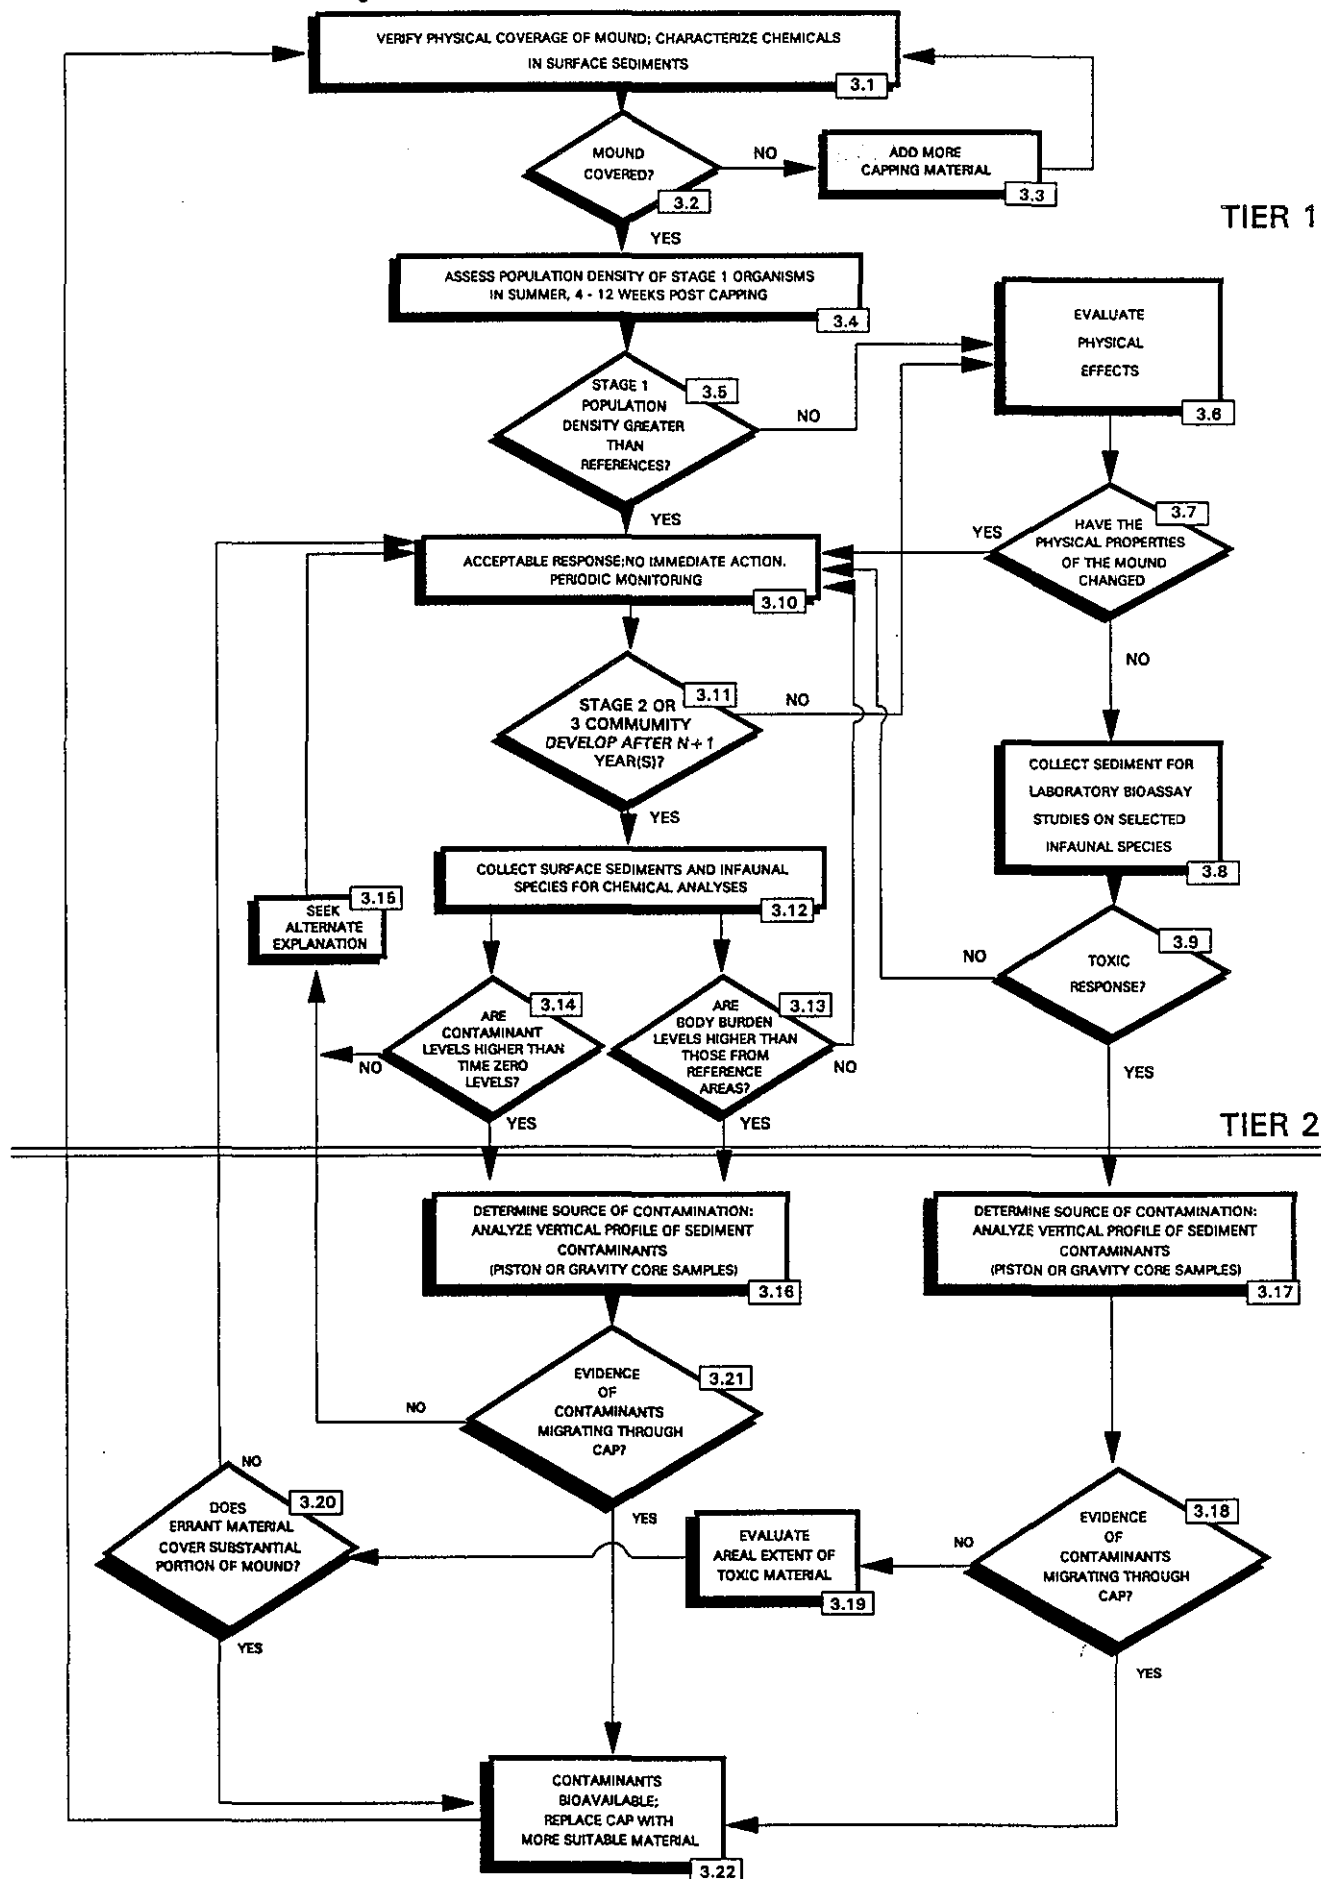 VERIFY PHYSICAL COVERAGE OF MOUND; CHARACTERIZE CHEMICALS
IN SURFACE SEDIMENTS
3.1
MOUND
COVERED?
3.2
NO
ADD MORE
CAPPING MATERIAL
3.3
TIER 1
YES
ASSESS POPULATION DENSITY OF STAGE 1 ORGANISMS
IN SUMMER, 4 - 12 WEEKS POST CAPPING
3.4
EVALUATE
PHYSICAL
EFFECTS
3.6
STAGE 1
POPULATION
DENSITY GREATER
THAN
REFERENCES?
3.5
NO
YES
3.7
HAVE THE
PHYSICAL PROPERTIES
OF THE MOUND
CHANGED
YES
NO
ACCEPTABLE RESPONSE;NO IMMEDIATE ACTION.
PERIODIC MONITORING
3.10
3.11
STAGE 2 OR
3 COMMUMITY
DEVELOP AFTER N+1
YEAR(S)?
NO
YES
COLLECT SEDIMENT FOR
LABORATORY BIOASSAY
STUDIES ON SELECTED
INFAUNAL SPECIES
3.8
COLLECT SURFACE SEDIMENTS AND INFAUNAL
SPECIES FOR CHEMICAL ANALYSES
3.12
3.15
SEEK
ALTERNATE
EXPLANATION
3.9
TOXIC
RESPONSE?
NO
YES
3.14
ARE
CONTAMINANT
LEVELS HIGHER THAN
TIME ZERO
LEVELS?
NO
YES
3.13
ARE
BODY BURDEN
LEVELS HIGHER THAN
THOSE FROM
REFERENCE
AREAS?
NO
YES
TIER 2
DETERMINE SOURCE OF CONTAMINATION:
ANALYZE VERTICAL PROFILE OF SEDIMENT
CONTAMINANTS
(PISTON OR GRAVITY CORE SAMPLES)
3.16
DETERMINE SOURCE OF CONTAMINATION:
ANALYZE VERTICAL PROFILE OF SEDIMENT
CONTAMINANTS
(PISTON OR GRAVITY CORE SAMPLES)
3.17
3.21
EVIDENCE
OF
CONTAMINANTS
MIGRATING THROUGH
CAP?
NO
YES
NO
3.20
DOES
ERRANT MATERIAL
COVER SUBSTANTIAL
PORTION OF MOUND?
YES
EVALUATE
AREAL EXTENT OF
TOXIC MATERIAL
3.19
NO
3.18
EVIDENCE
OF
CONTAMINANTS
MIGRATING THROUGH
CAP?
YES
CONTAMINANTS
BIOAVAILABLE;
REPLACE CAP WITH
MORE SUITABLE MATERIAL
3.22